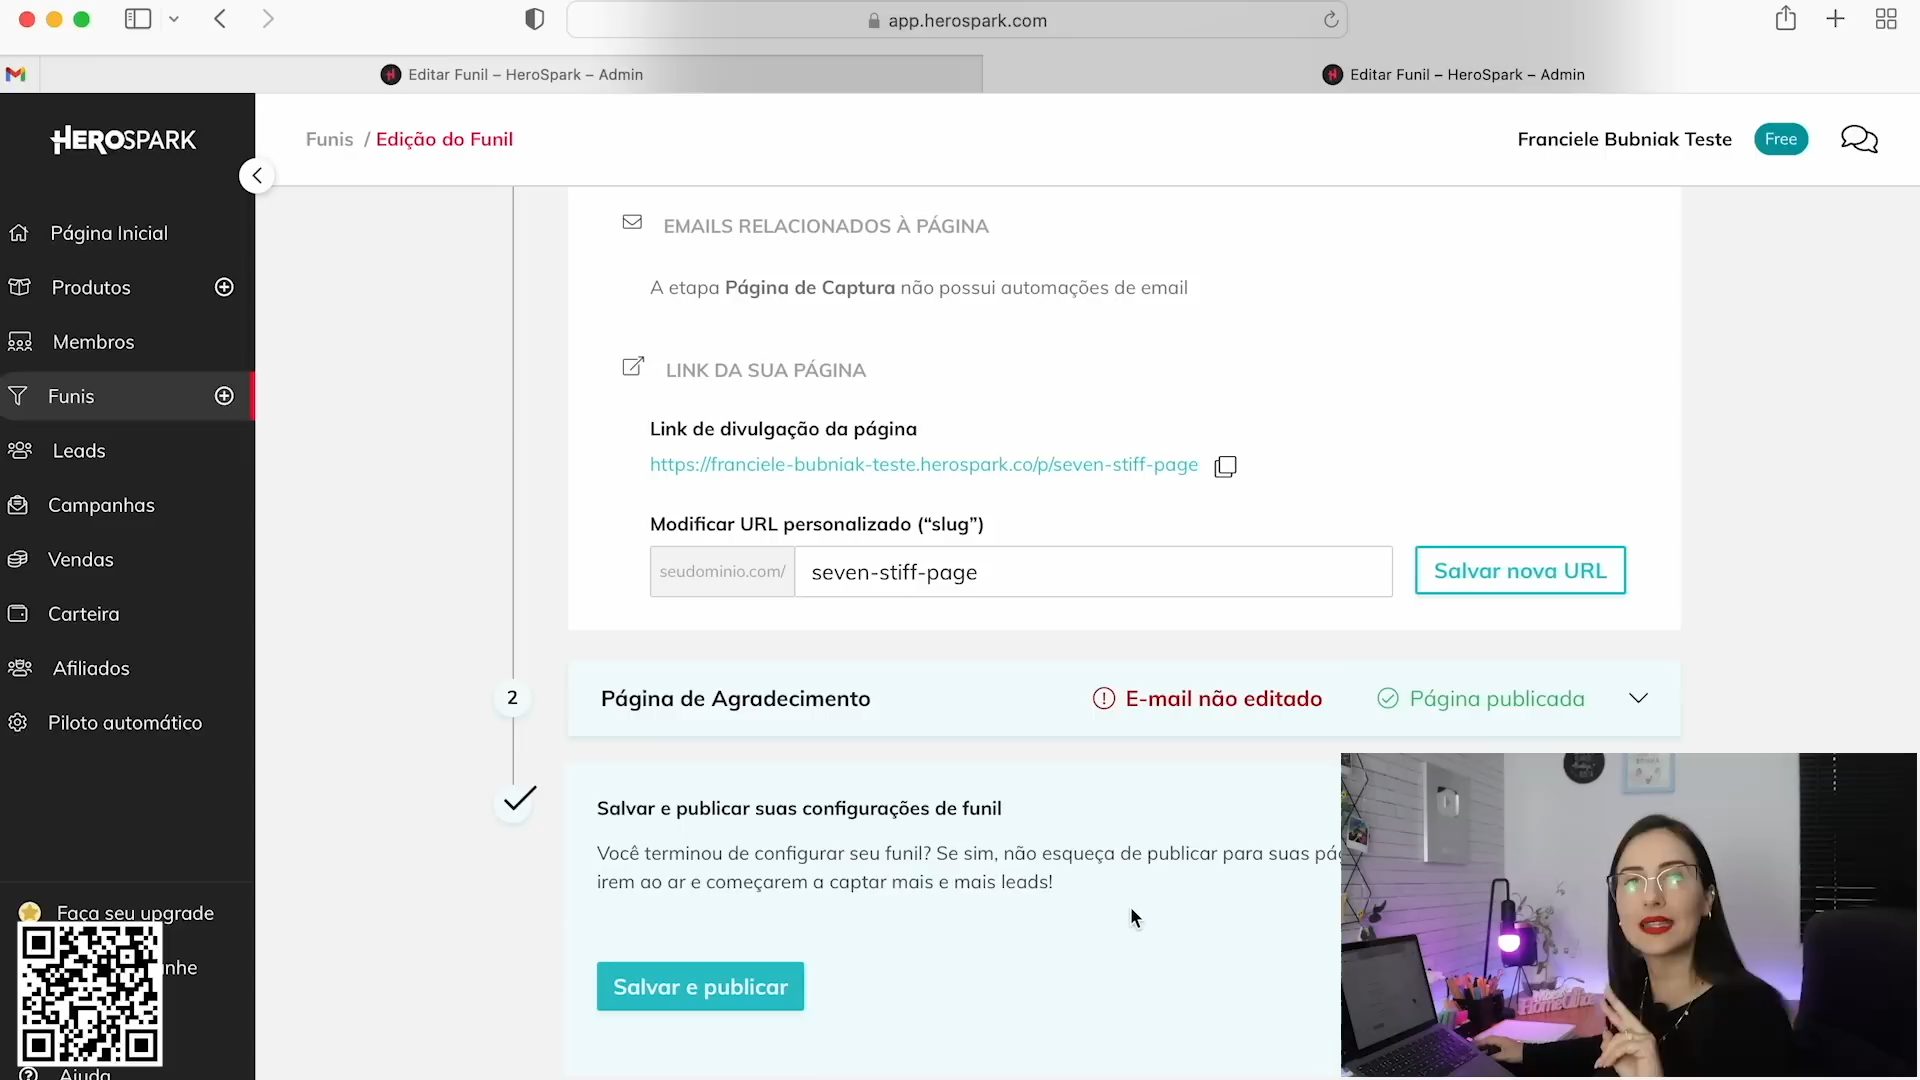 app.herospark.com
Editar Funil – HeroSpark – Admin
Editar Funil – HeroSpark – Admin
HEROSPARK
Funis / Edição do Funil
Franciele Bubniak Teste
Free
Página Inicial
Produtos
Membros
Funis
Leads
Campanhas
Vendas
Carteira
Afiliados
Piloto automático
Faça seu upgrade
nhe
Ajuda
EMAILS RELACIONADOS À PÁGINA
A etapa Página de Captura não possui automações de email
LINK DA SUA PÁGINA
Link de divulgação da página
https://franciele-bubniak-teste.herospark.co/p/seven-stiff-page
Modificar URL personalizado (“slug”)
seudominio.com/
seven-stiff-page
Salvar nova URL
2
Página de Agradecimento
E-mail não editado
Página publicada
Salvar e publicar suas configurações de funil
Você terminou de configurar seu funil? Se sim, não esqueça de publicar para suas pá
irem ao ar e começarem a captar mais e mais leads!
Salvar e publicar